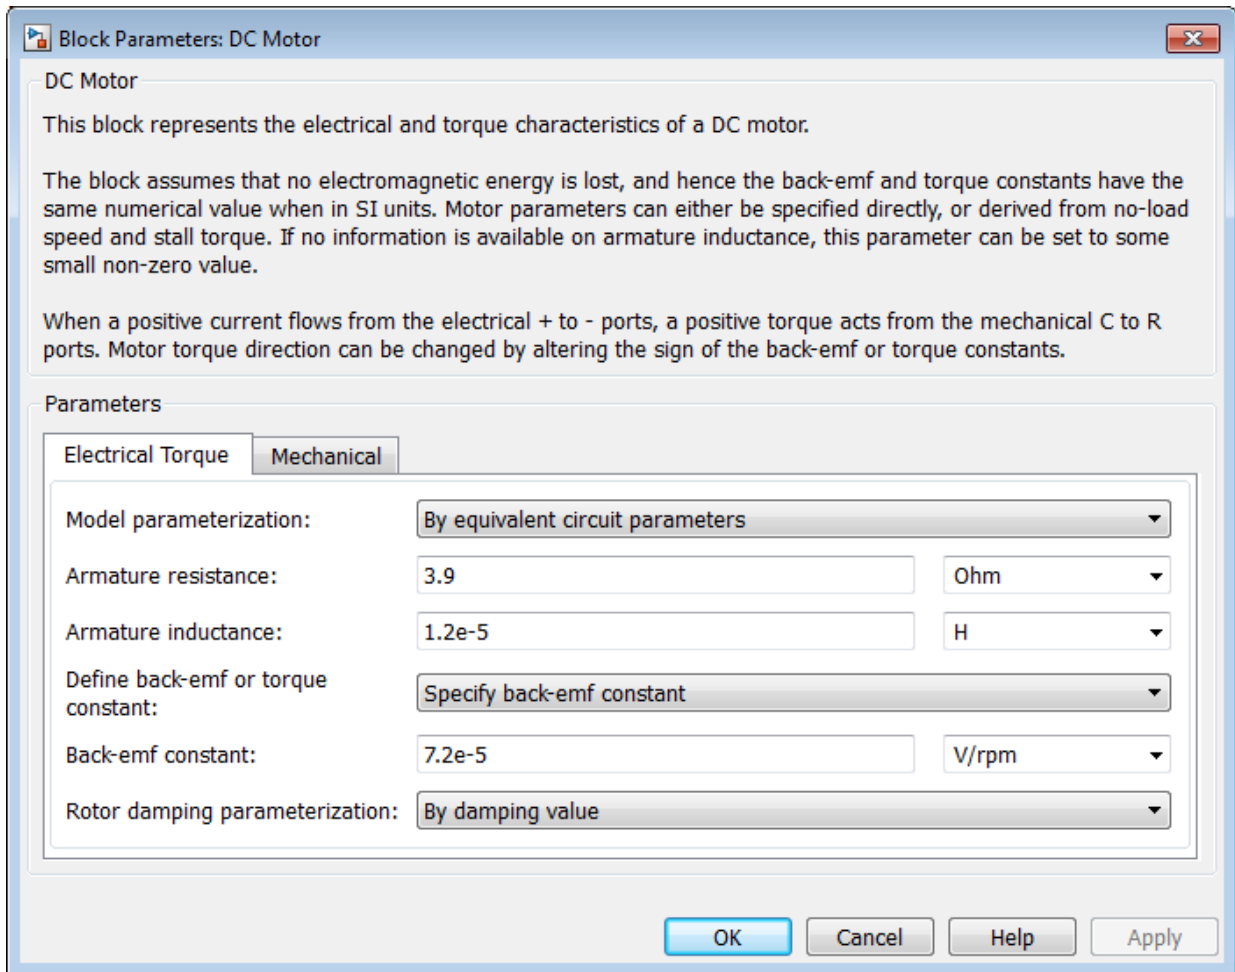 Block Parameters: DC Motor
DC Motor
This block represents the electrical and torque characteristics of a DC motor.
The block assumes that no electromagnetic energy is lost, and hence the back-emf and torque constants have the
same numerical value when in SI units. Motor parameters can either be specified directly, or derived from no-load
speed and stall torque. If no information is available on armature inductance, this parameter can be set to some
small non-zero value.
When a positive current flows from the electrical + to - ports, a positive torque acts from the mechanical C to R
ports. Motor torque direction can be changed by altering the sign of the back-emf or torque constants.
Parameters
Electrical Torque Mechanical
Model parameterization: By equivalent circuit parameters
Armature resistance: 3.9 Ohm
Armature inductance: 1.2e-5 H
Define back-emf or torque
constant: Specify back-emf constant
Back-emf constant: 7.2e-5 V/rpm
Rotor damping parameterization: By damping value
OK Cancel Help Apply